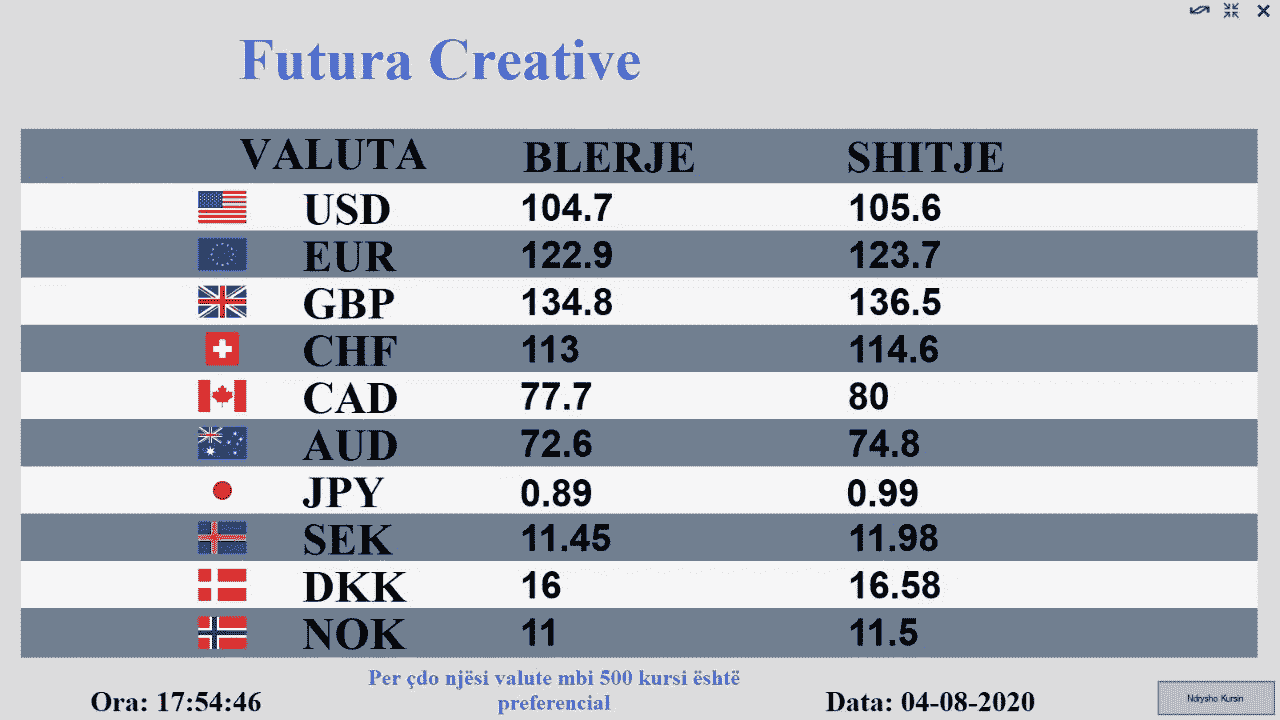 Futura Creative
VALUTA BLERJE SHITJE
USD 104.7 105.6
EUR 122.9 123.7
GBP 134.8 136.5
CHF 113 114.6
CAD 77.7 80
AUD 72.6 74.8
JPY 0.89 0.99
SEK 11.45 11.98
DKK 16 16.58
NOK 11 11.5
Per çdo njësi valute mbi 500 kursi është
preferencial
Ora: 17:54:46 Data: 04-08-2020 Ndrysho Kursin